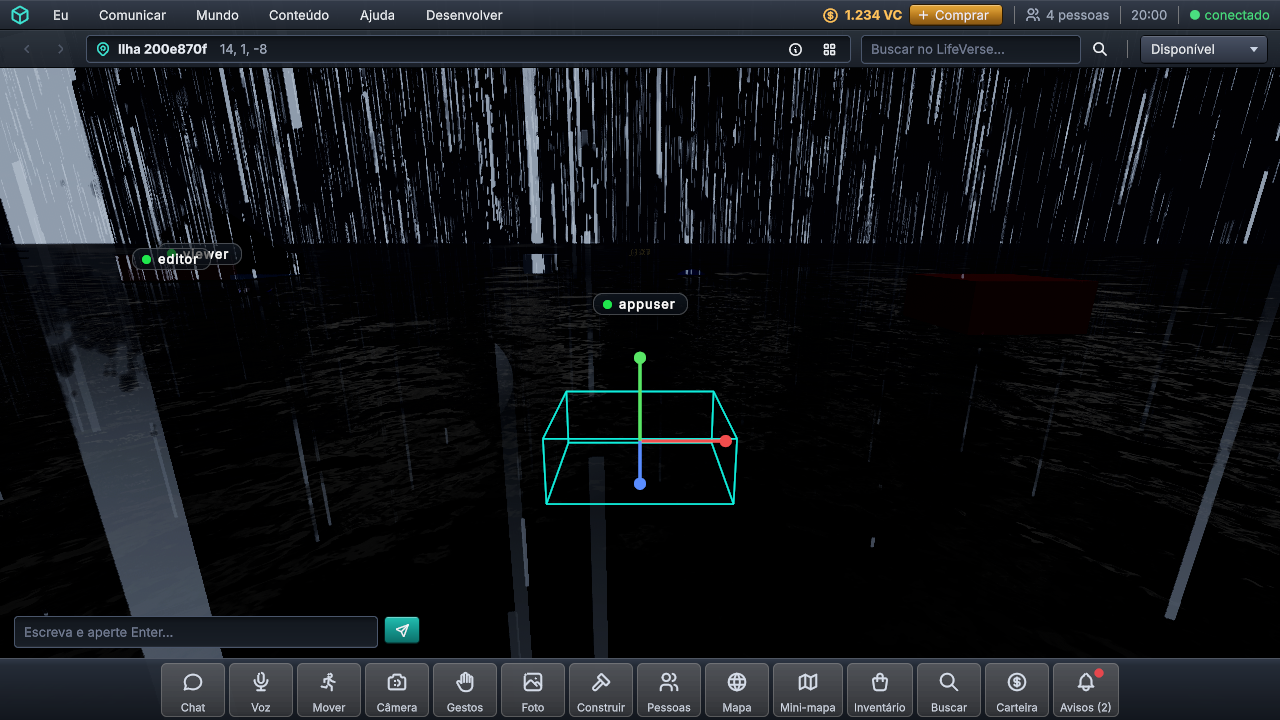 Eu Comunicar Mundo Conteúdo Ajuda Desenvolver 1.234 VC + Comprar 4 pessoas 20:00 conectado
Ilha 200e870f 14, 1, -8 Buscar no LifeVerse... Disponível
editor
appuser
Escreva e aperte Enter...
Chat Voz Mover Câmera Gestos Foto Construir Pessoas Mapa Mini-mapa Inventário Buscar Carteira Avisos (2)